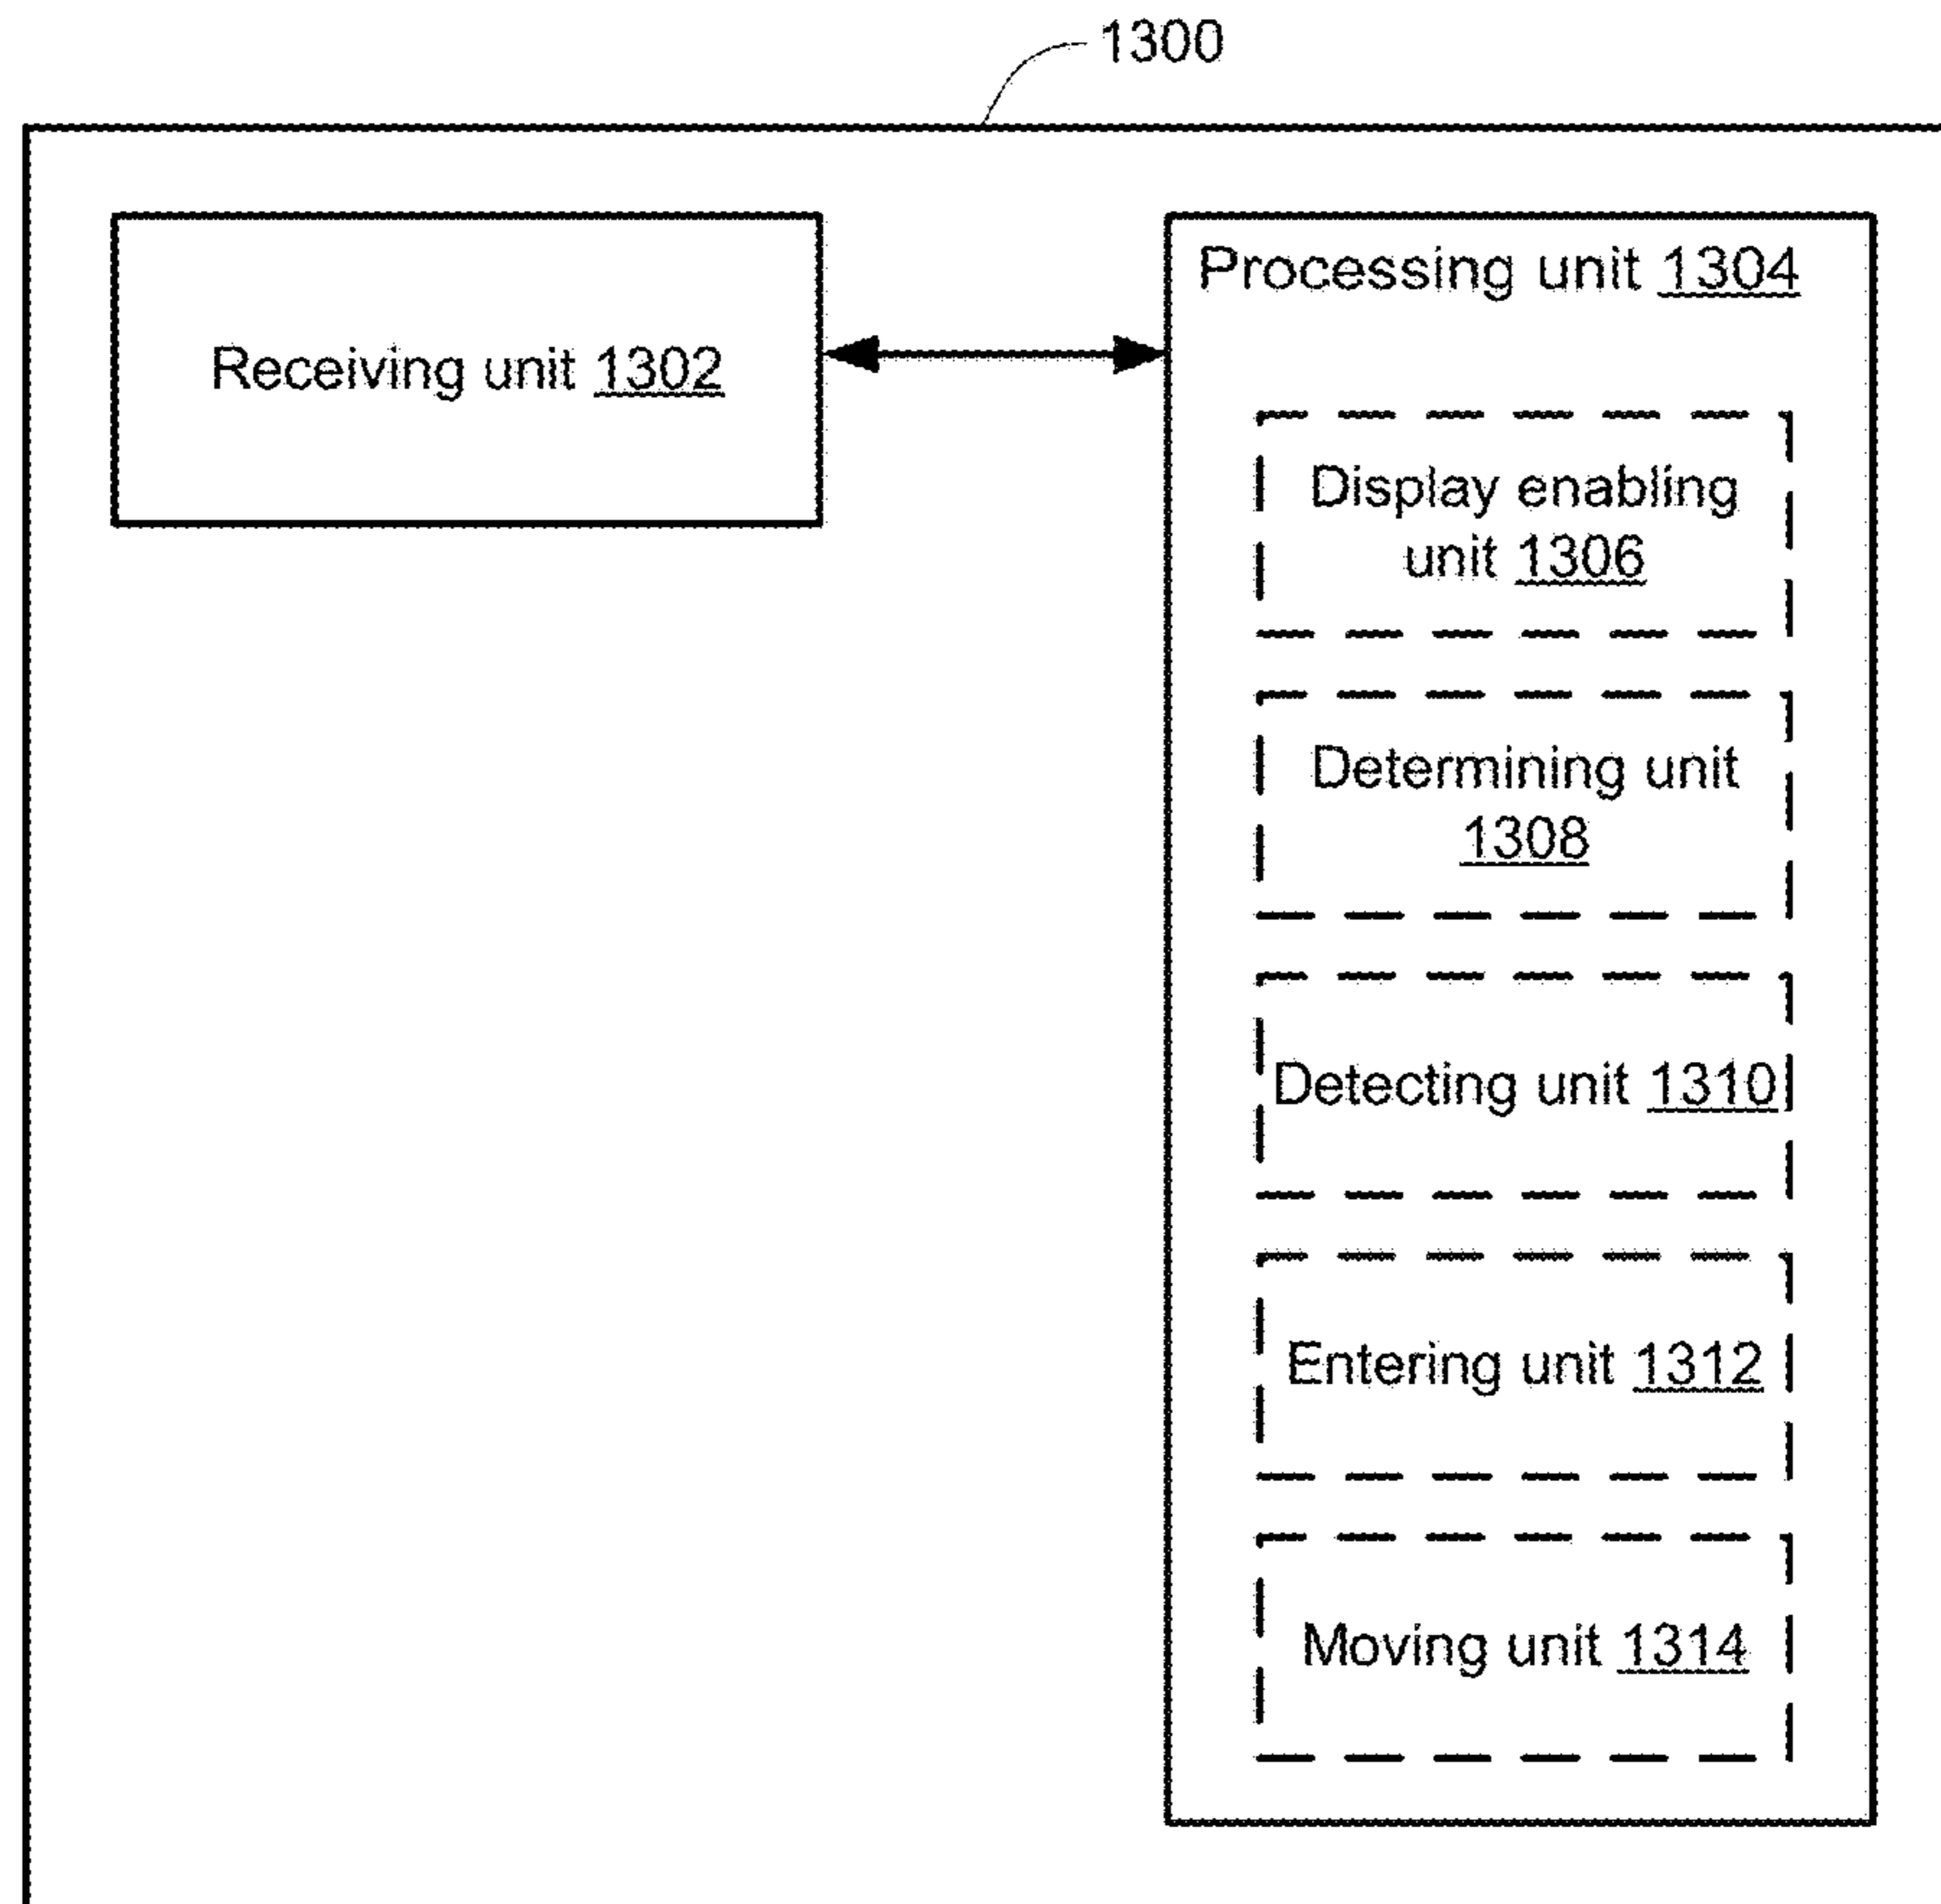 1300
Receiving unit 1302
Processing unit 1304
Display enabling
unit 1306
Determining unit
1308
Detecting unit 1310
Entering unit 1312
Moving unit 1314